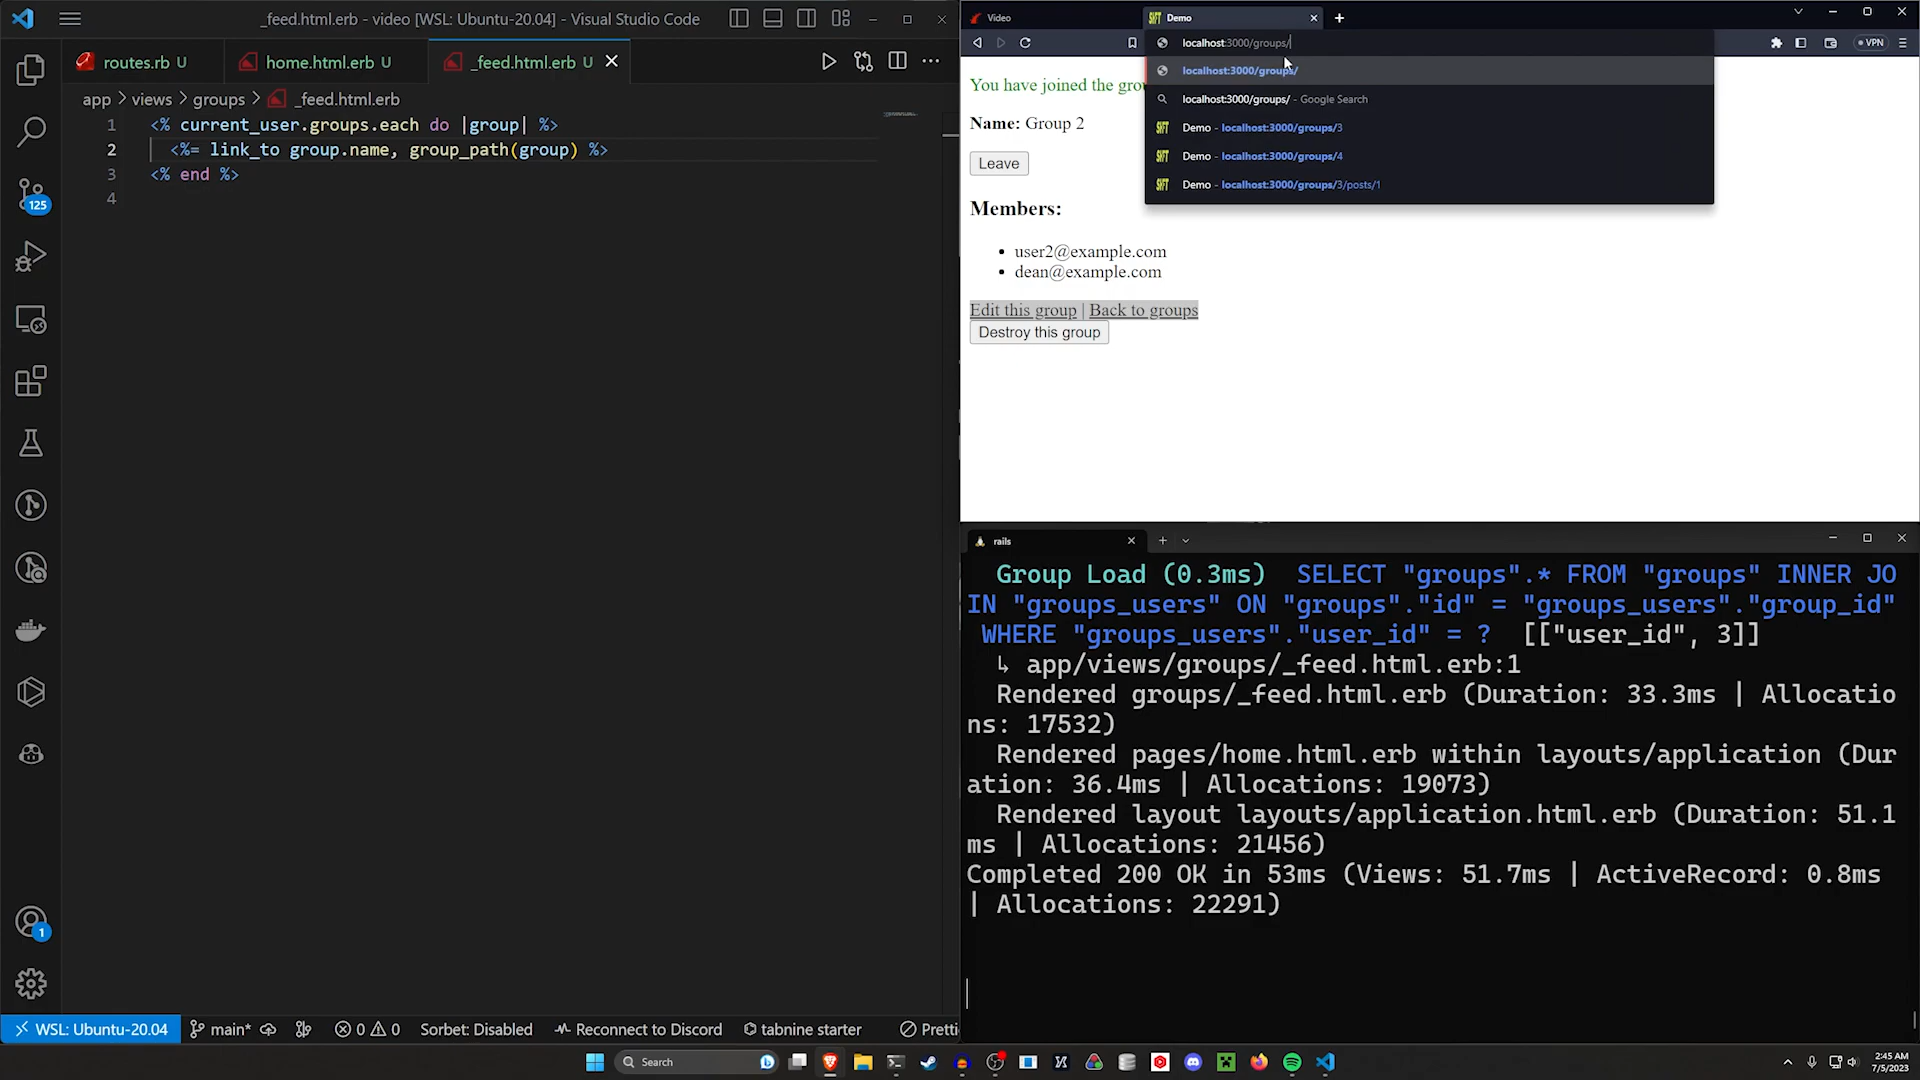 _feed.html.erb - video [WSL: Ubuntu-20.04] - Visual Studio Code
routes.rb U
home.html.erb U
_feed.html.erb U
app > views > groups > _feed.html.erb
1 <% current_user.groups.each do |group| %>
2 <%= link_to group.name, group_path(group) %>
3 <% end %>
4
125
1
WSL: Ubuntu-20.04
main*
0 0
Sorbet: Disabled
Reconnect to Discord
tabnine starter
Pretti
Video
Demo
localhost:3000/groups/
VPN
localhost:3000/groups/
localhost:3000/groups/ - Google Search
Demo - localhost:3000/groups/3
Demo - localhost:3000/groups/4
Demo - localhost:3000/groups/3/posts/1
You have joined the grou
Name: Group 2
Leave
Members:
• user2@example.com
• dean@example.com
Edit this group | Back to groups
Destroy this group
rails
Group Load (0.3ms) SELECT "groups".* FROM "groups" INNER JO
IN "groups_users" ON "groups"."id" = "groups_users"."group_id"
WHERE "groups_users"."user_id" = ? [["user_id", 3]]
↳ app/views/groups/_feed.html.erb:1
Rendered groups/_feed.html.erb (Duration: 33.3ms | Allocatio
ns: 17532)
Rendered pages/home.html.erb within layouts/application (Dur
ation: 36.4ms | Allocations: 19073)
Rendered layout layouts/application.html.erb (Duration: 51.1
ms | Allocations: 21456)
Completed 200 OK in 53ms (Views: 51.7ms | ActiveRecord: 0.8ms
| Allocations: 22291)
Search
2:45 AM
7/5/2023